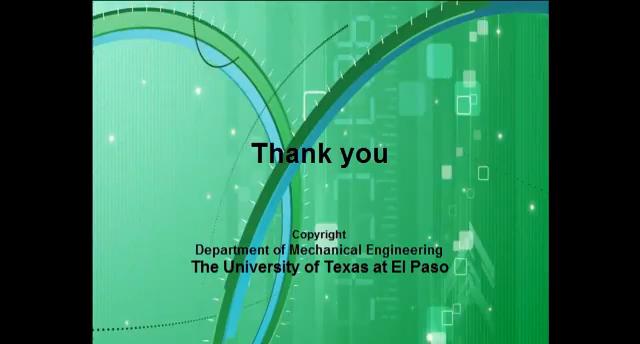 Thank you
Copyright
Department of Mechanical Engineering
The University of Texas at El Paso